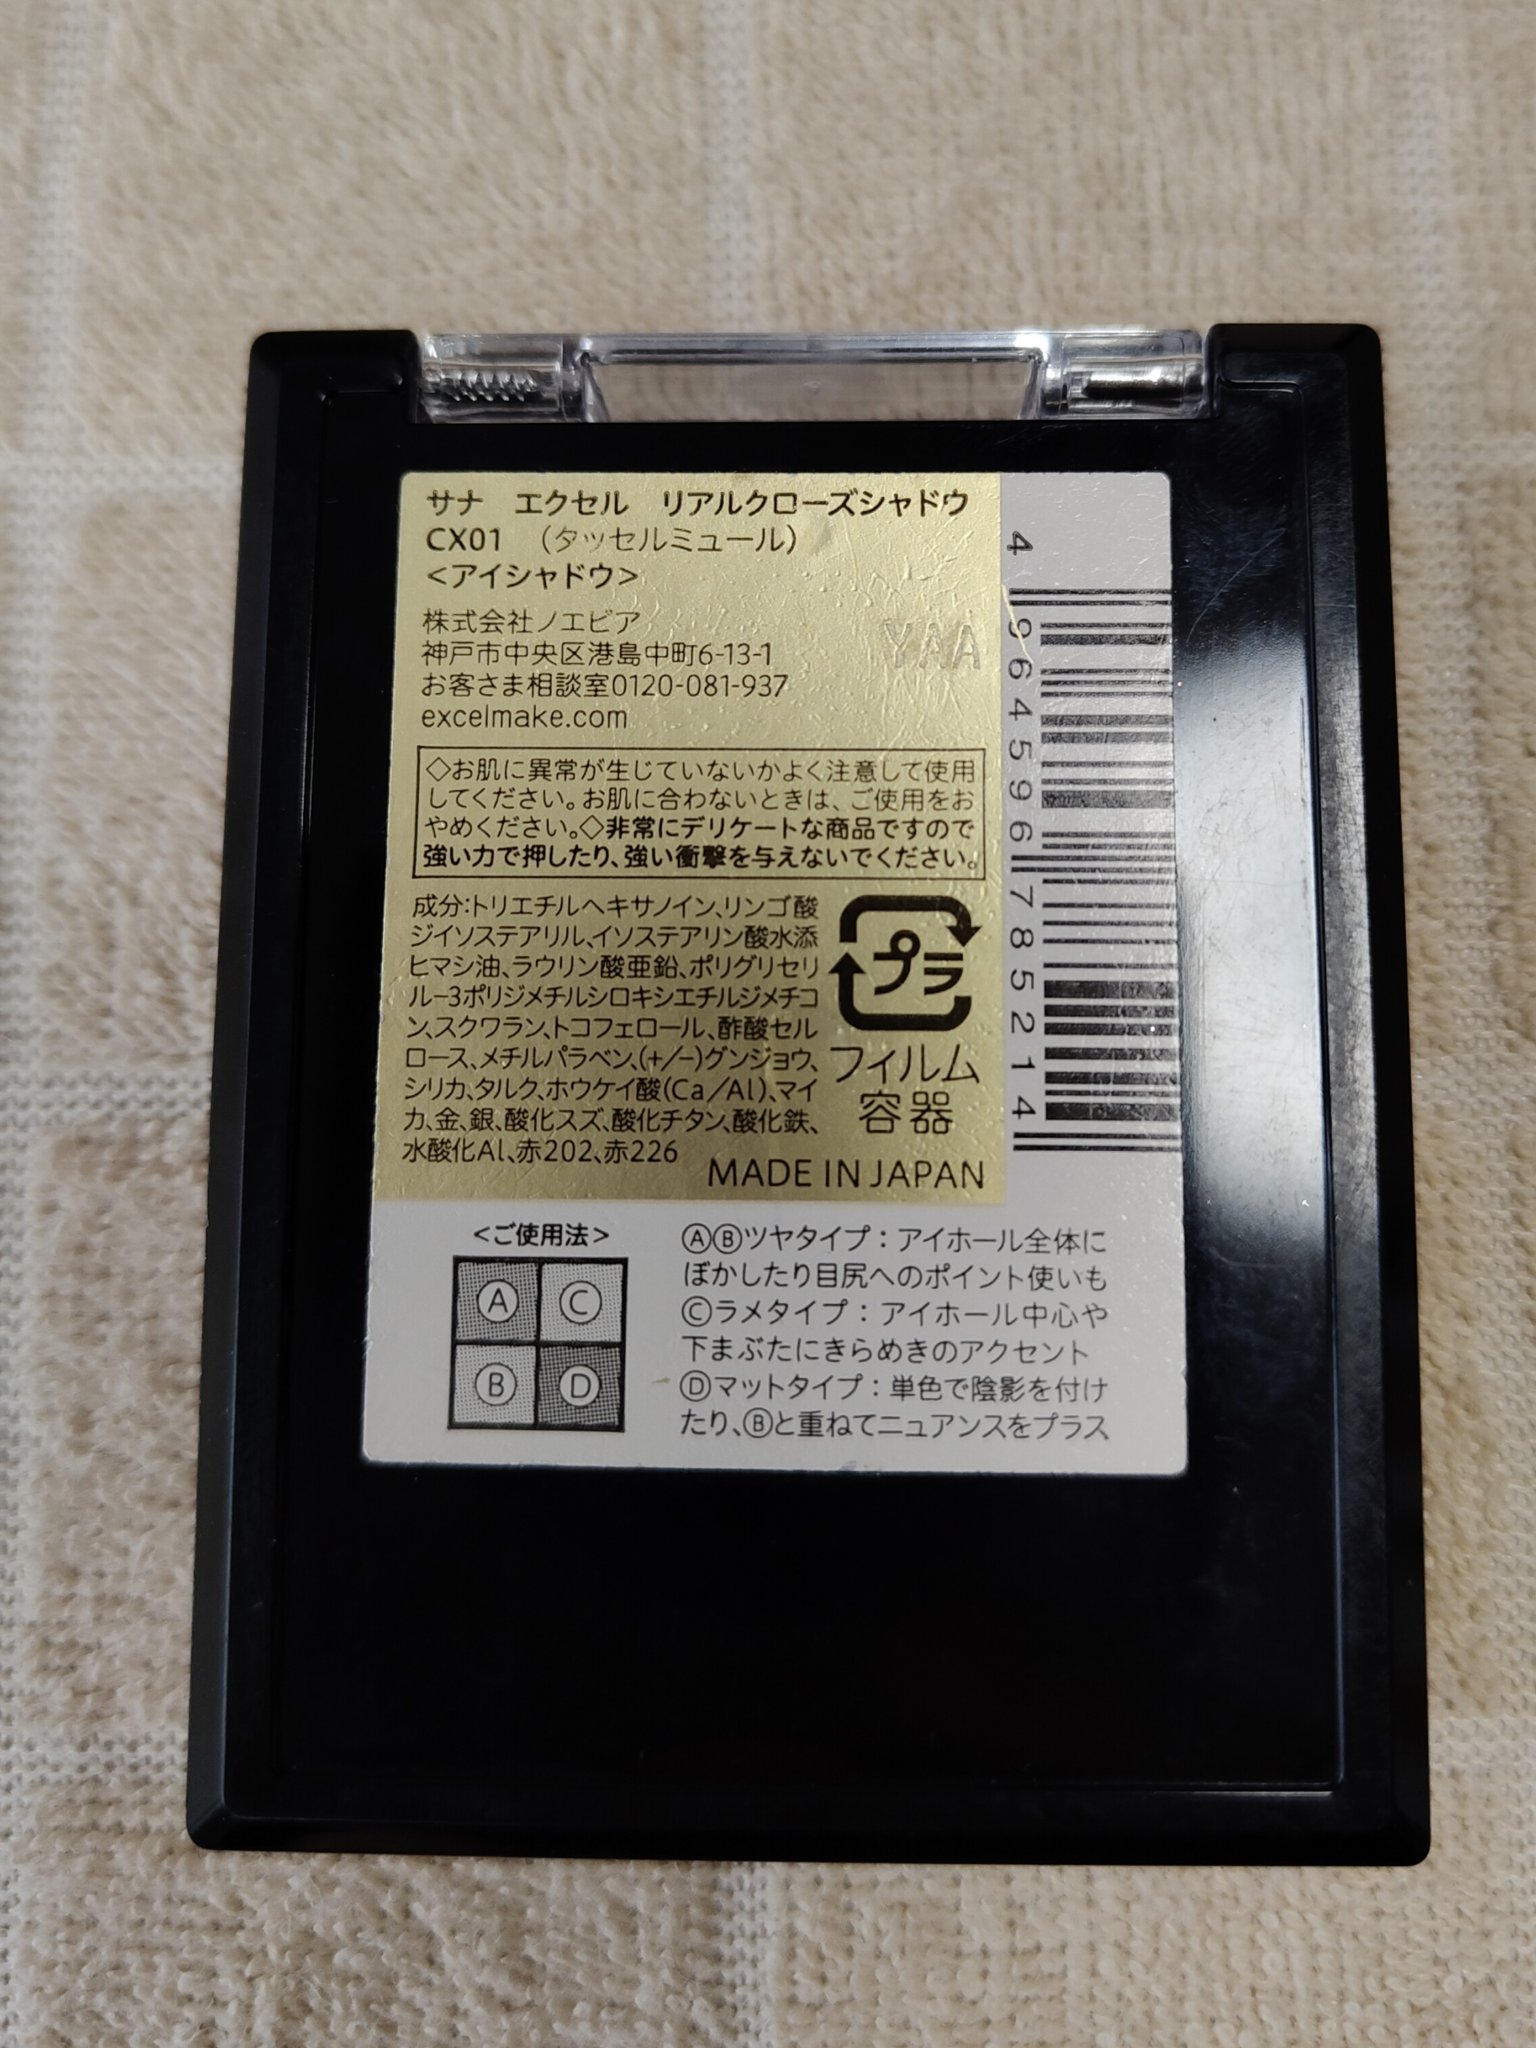 サナ エクセル リアルクローズシャドウ
CX01 （タッセルミュール）
<アイシャドウ>
株式会社ノエビア
神戸市中央区港島中町6-13-1
お客さま相談室0120-081-937
excelmake.com
YAA
◇お肌に異常が生じていないかよく注意して使用
してください。お肌に合わないときは、ご使用をお
やめください。◇非常にデリケートな商品ですので
強い力で押したり、強い衝撃を与えないでください。
成分:トリエチルヘキサノイン、リンゴ酸
ジイソステアリル、イソステアリン酸水添
ヒマシ油、ラウリン酸亜鉛、ポリグリセリ
ル-3ポリジメチルシロキシエチルジメチコ
ン、スクワラン、トコフェロール、酢酸セル
ロース、メチルパラベン、(+/-)グンジョウ、
シリカ、タルク、ホウケイ酸(Ca/Al)、マイ
カ、金、銀、酸化スズ、酸化チタン、酸化鉄、
水酸化Al、赤202、赤226
プラ
フィルム
容器
MADE IN JAPAN
4 964596 785214
<ご使用法>
Ⓐ Ⓒ
Ⓑ Ⓓ
ⒶⒷツヤタイプ：アイホール全体に
ぼかしたり目尻へのポイント使いも
Ⓒラメタイプ：アイホール中心や
下まぶたにきらめきのアクセント
Ⓓマットタイプ：単色で陰影を付け
たり、Ⓑと重ねてニュアンスをプラス